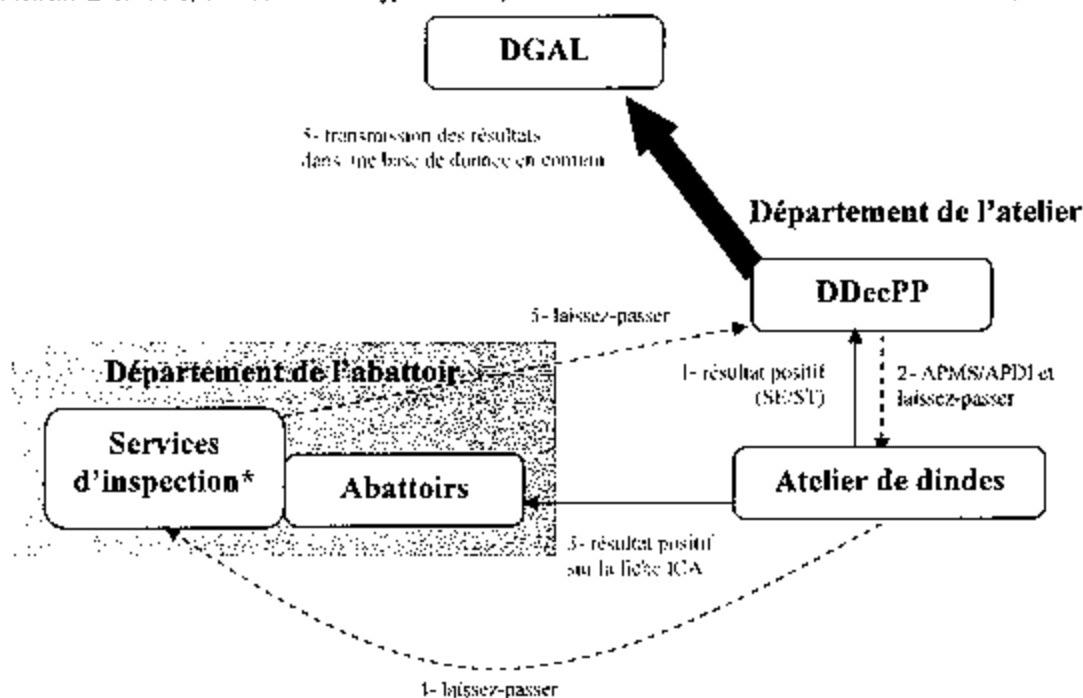 DGAL
5- transmission des résultats
dans une base de donnée en commun
Département de l'atelier
DDecPP
5- laissez-passer
Département de l'abattoir
1- résultat positif
(SE/ST)
2- APMS/APDI et
laissez-passer
Services
d'inspection*
Abattoirs
Atelier de dindes
3- résultat positif
sur la fiche ICA
laissez-passer